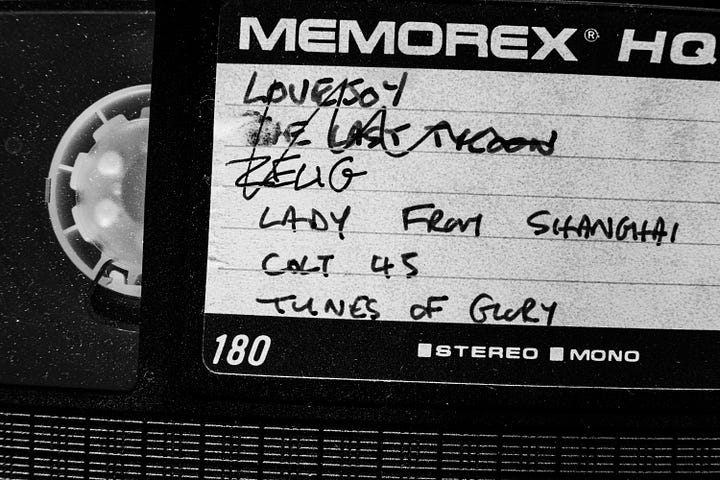 MEMOREX® HQ
LOVEJOY
THE LAST TYCOON
ZELIG
LADY FROM SHANGHAI
COLT 45
TUNES OF GLORY
180 STEREO MONO